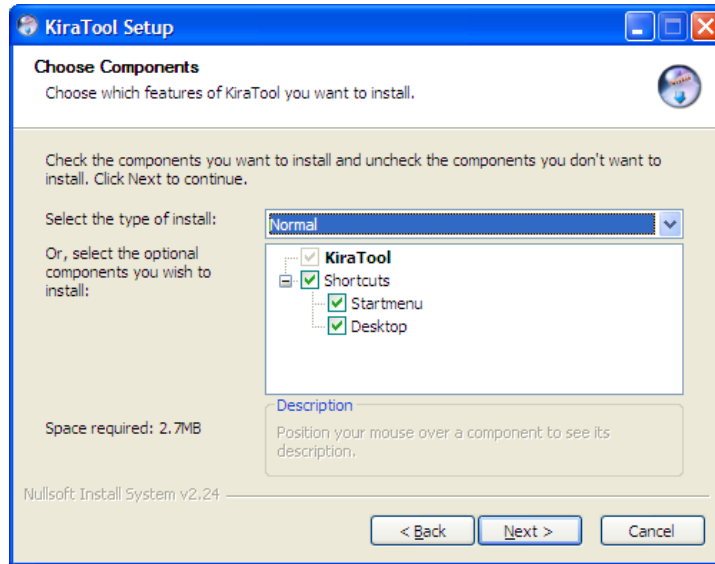 KiraTool Setup
Choose Components
Choose which features of KiraTool you want to install.
Check the components you want to install and uncheck the components you don't want to
install. Click Next to continue.
Select the type of install:
Normal
Or, select the optional
components you wish to
install:
KiraTool
Shortcuts
Startmenu
Desktop
Space required: 2.7MB
Description
Position your mouse over a component to see its
description.
Nullsoft Install System v2.24
< Back
Next >
Cancel